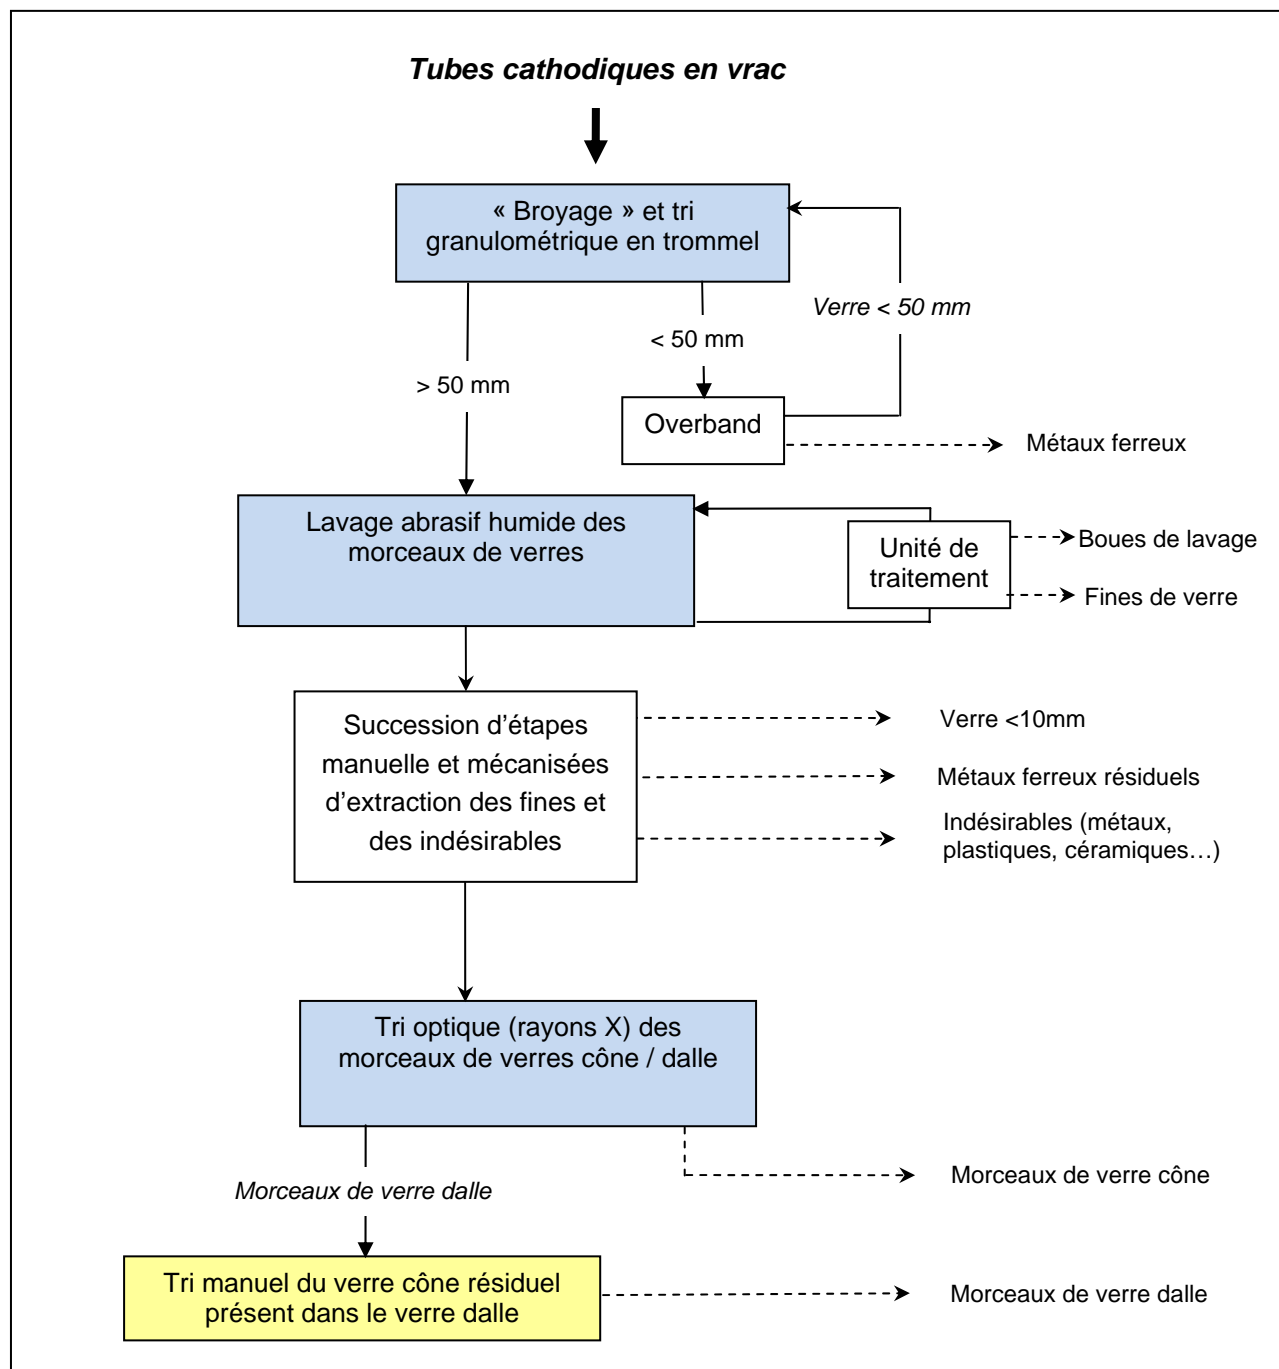 Tubes cathodiques en vrac
« Broyage » et tri
granulométrique en trommel
Verre < 50 mm
< 50 mm
> 50 mm
Overband
Métaux ferreux
Lavage abrasif humide des
morceaux de verres
Unité de
traitement
Boues de lavage
Fines de verre
Succession d’étapes
manuelle et mécanisées
d’extraction des fines et
des indésirables
Verre <10mm
Métaux ferreux résiduels
Indésirables (métaux,
plastiques, céramiques…)
Tri optique (rayons X) des
morceaux de verres cône / dalle
Morceaux de verre cône
Morceaux de verre dalle
Tri manuel du verre cône résiduel
présent dans le verre dalle
Morceaux de verre dalle